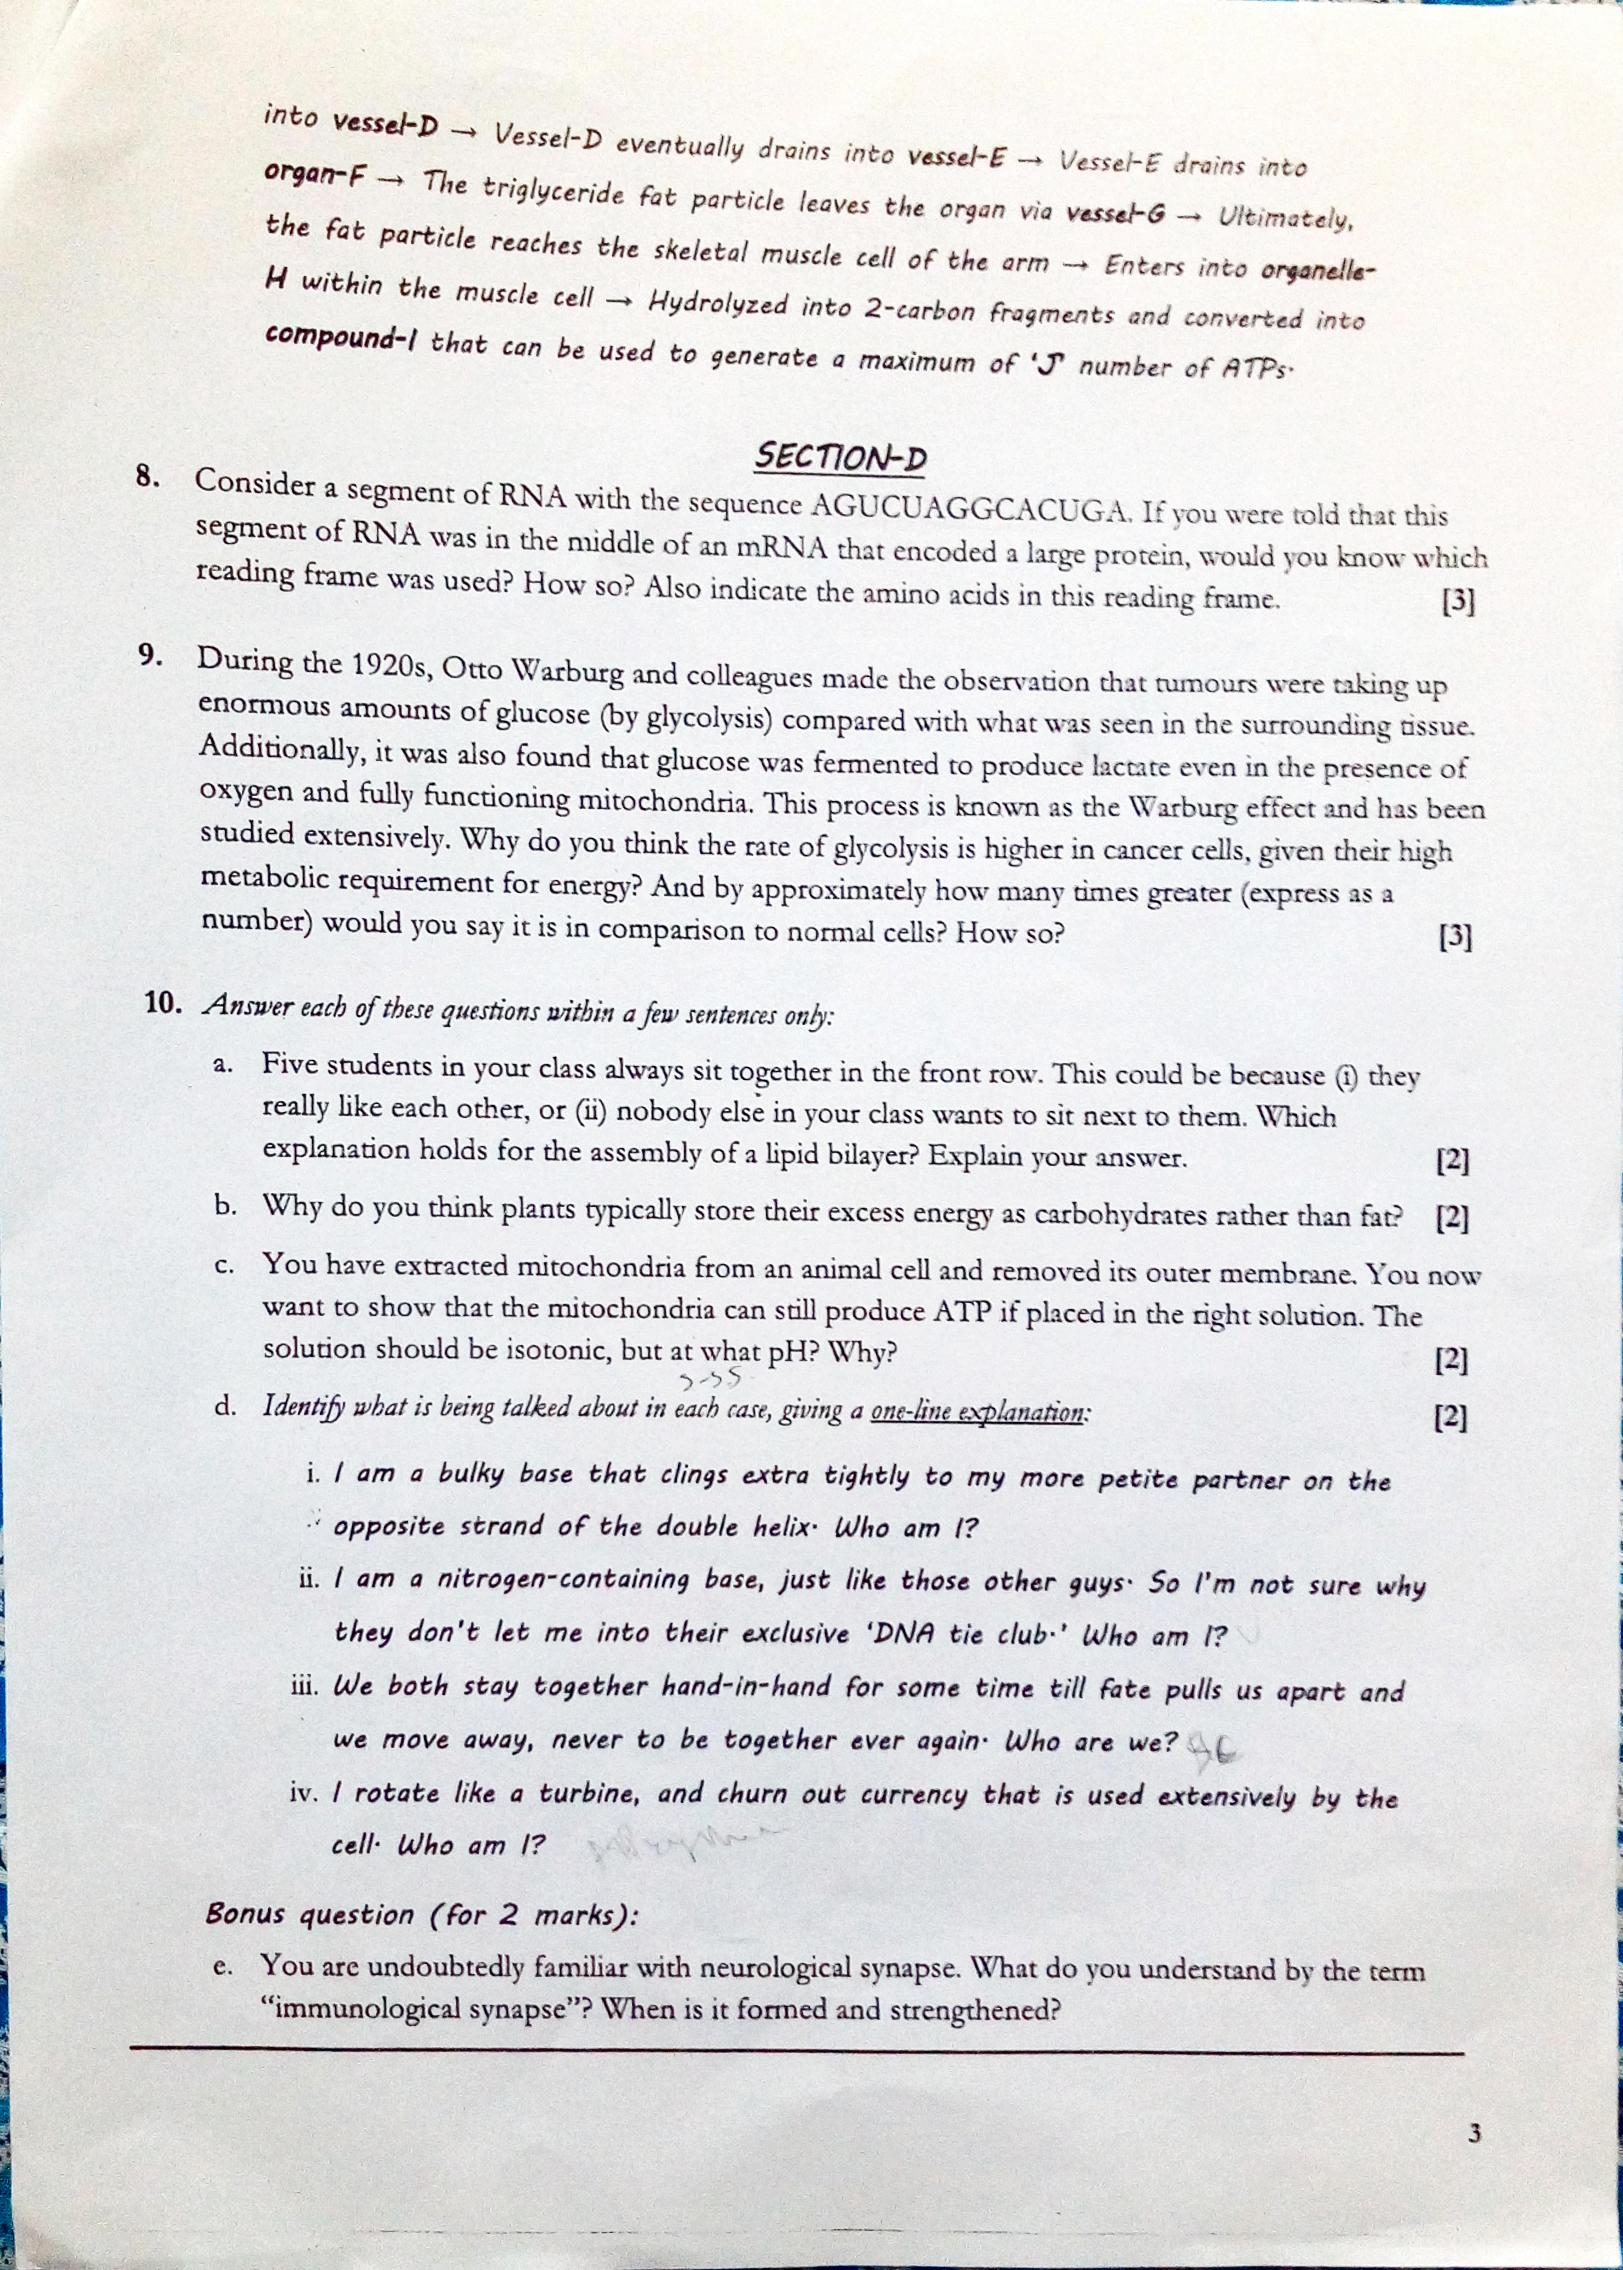 into vessel-D → Vessel-D eventually drains into vessel-E → Vessel-E drains into
organ-F → The triglyceride fat particle leaves the organ via vessel-G → Ultimately,
the fat particle reaches the skeletal muscle cell of the arm → Enters into organelle-
H within the muscle cell → Hydrolyzed into 2-carbon fragments and converted into
compound-I that can be used to generate a maximum of 'J' number of ATPs.
SECTION-D
8. Consider a segment of RNA with the sequence AGUCUAGGCACUGA. If you were told that this
segment of RNA was in the middle of an mRNA that encoded a large protein, would you know which
reading frame was used? How so? Also indicate the amino acids in this reading frame. [3]
9. During the 1920s, Otto Warburg and colleagues made the observation that tumours were taking up
enormous amounts of glucose (by glycolysis) compared with what was seen in the surrounding tissue.
Additionally, it was also found that glucose was fermented to produce lactate even in the presence of
oxygen and fully functioning mitochondria. This process is known as the Warburg effect and has been
studied extensively. Why do you think the rate of glycolysis is higher in cancer cells, given their high
metabolic requirement for energy? And by approximately how many times greater (express as a
number) would you say it is in comparison to normal cells? How so? [3]
10. Answer each of these questions within a few sentences only:
a. Five students in your class always sit together in the front row. This could be because (i) they
really like each other, or (ii) nobody else in your class wants to sit next to them. Which
explanation holds for the assembly of a lipid bilayer? Explain your answer. [2]
b. Why do you think plants typically store their excess energy as carbohydrates rather than fat? [2]
c. You have extracted mitochondria from an animal cell and removed its outer membrane. You now
want to show that the mitochondria can still produce ATP if placed in the right solution. The
solution should be isotonic, but at what pH? Why? [2]
d. Identify what is being talked about in each case, giving a one-line explanation: [2]
i. I am a bulky base that clings extra tightly to my more petite partner on the
opposite strand of the double helix. Who am I?
ii. I am a nitrogen-containing base, just like those other guys. So I'm not sure why
they don't let me into their exclusive 'DNA tie club.' Who am I?
iii. We both stay together hand-in-hand for some time till fate pulls us apart and
we move away, never to be together ever again. Who are we?
iv. I rotate like a turbine, and churn out currency that is used extensively by the
cell. Who am I?
Bonus question (for 2 marks):
e. You are undoubtedly familiar with neurological synapse. What do you understand by the term
"immunological synapse"? When is it formed and strengthened?
3